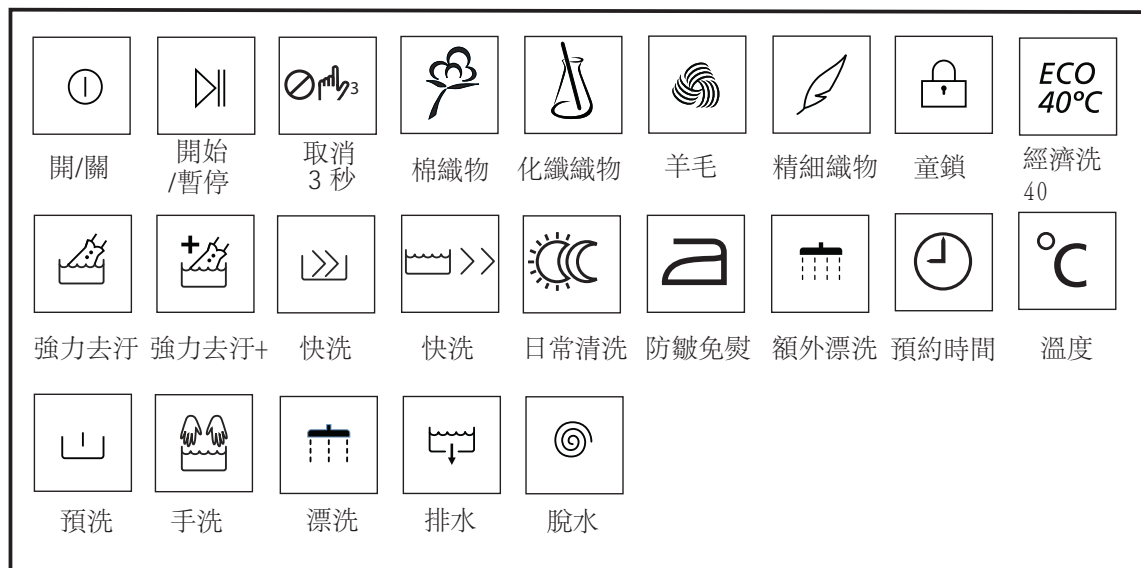 3
ECO
40°C
開/關
開始
/暫停
取消
3 秒
棉織物
化纖織物
羊毛
精細織物
童鎖
經濟洗
40
°C
強力去汙
強力去汙+
快洗
快洗
日常清洗
防皺免熨
額外漂洗
預約時間
溫度
預洗
手洗
漂洗
排水
脫水